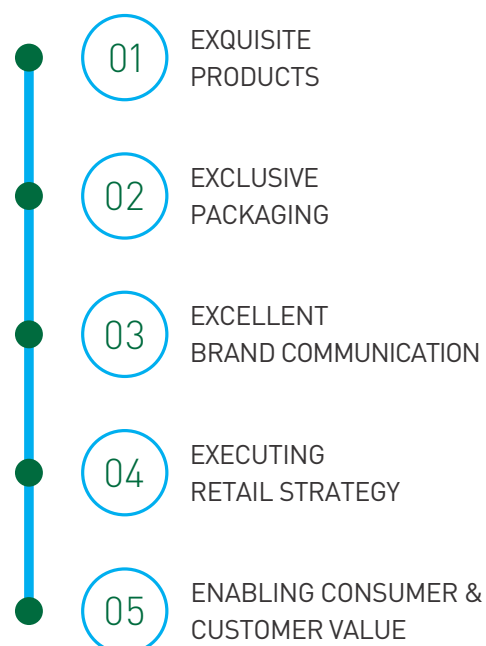 01
EXQUISITE
PRODUCTS
02
EXCLUSIVE
PACKAGING
03
EXCELLENT
BRAND COMMUNICATION
04
EXECUTING
RETAIL STRATEGY
05
ENABLING CONSUMER &
CUSTOMER VALUE